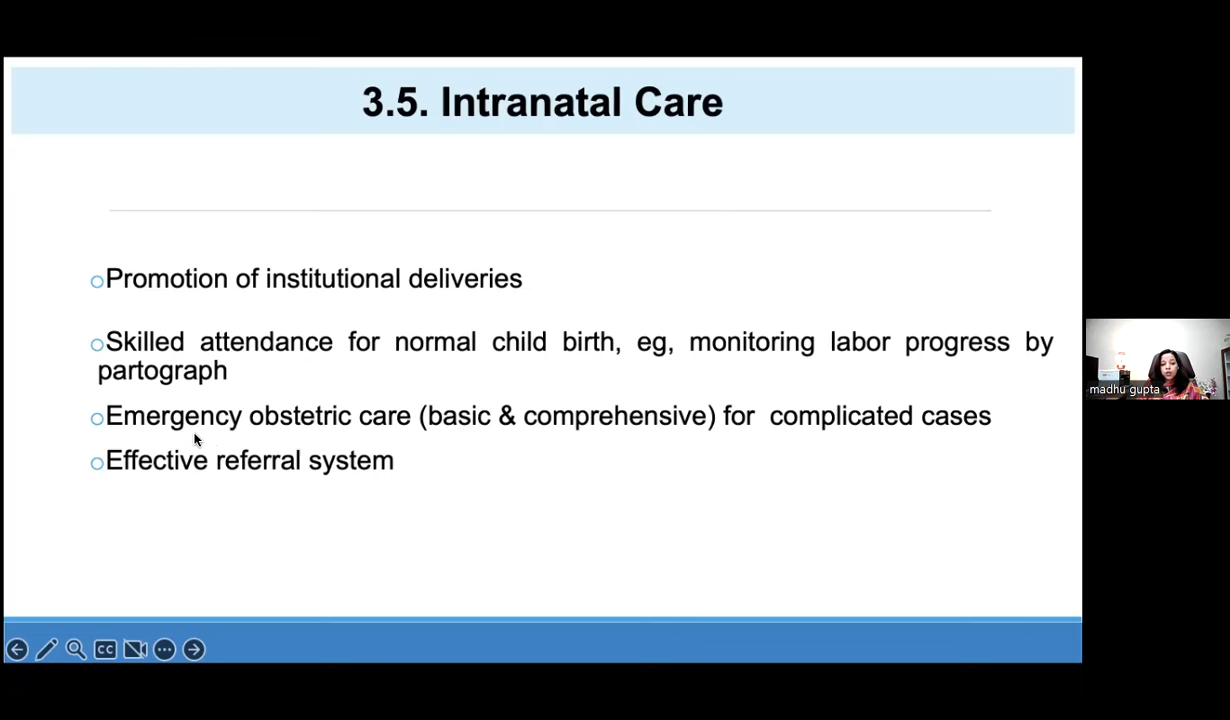 3.5. Intranatal Care
Promotion of institutional deliveries
Skilled attendance for normal child birth, eg, monitoring labor progress by
partograph
Emergency obstetric care (basic & comprehensive) for complicated cases
Effective referral system
madhu gupta
CC